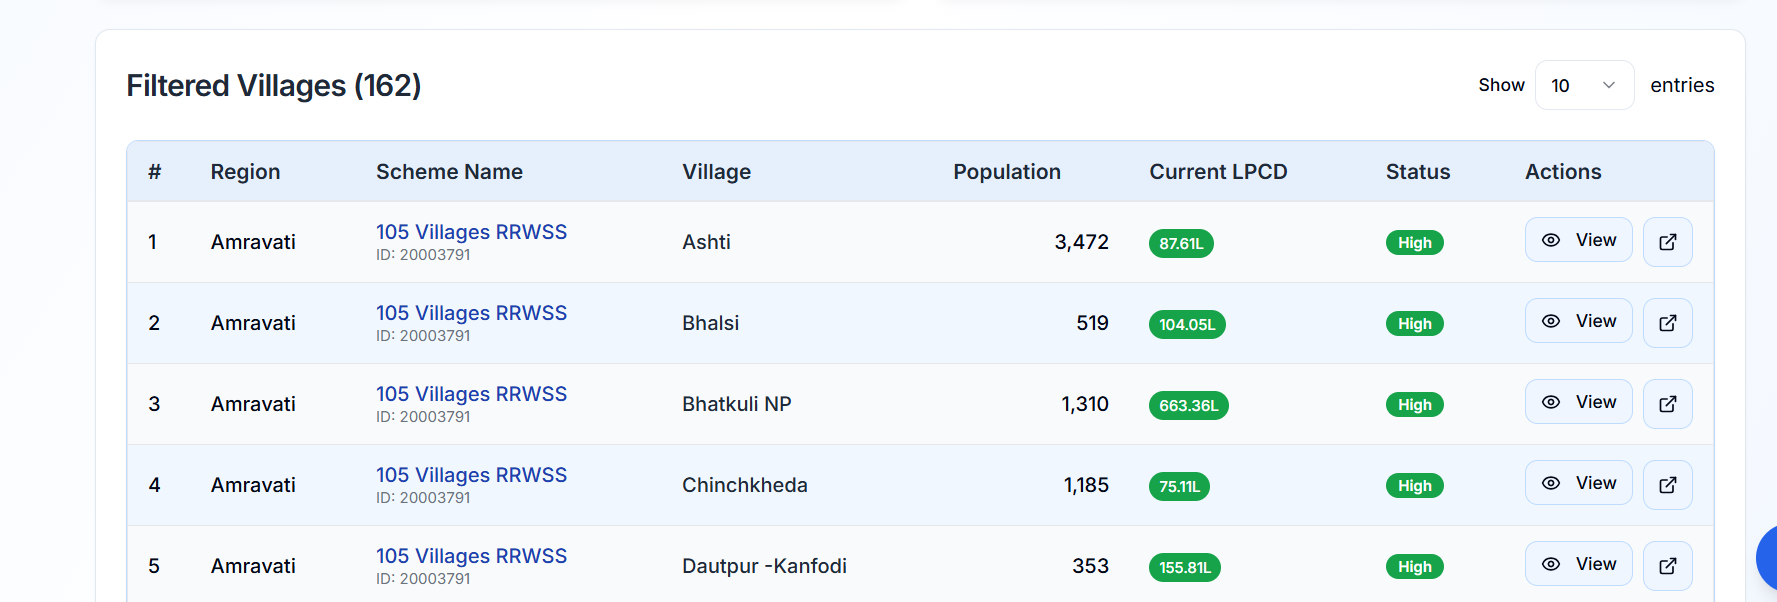 Filtered Villages (162)
Show 10 entries
# Region Scheme Name Village Population Current LPCD Status Actions
1 Amravati 105 Villages RRWSS Ashti 3,472 87.61L High View
ID: 20003791
2 Amravati 105 Villages RRWSS Bhalsi 519 104.05L High View
ID: 20003791
3 Amravati 105 Villages RRWSS Bhatkuli NP 1,310 663.36L High View
ID: 20003791
4 Amravati 105 Villages RRWSS Chinchkheda 1,185 75.11L High View
ID: 20003791
5 Amravati 105 Villages RRWSS Dautpur -Kanfodi 353 155.81L High View
ID: 20003791